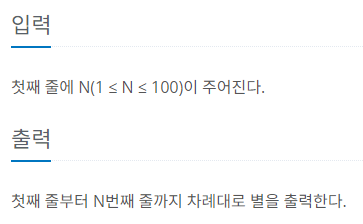 입력
첫째 줄에 N(1 ≤ N ≤ 100)이 주어진다.
출력
첫째 줄부터 N번째 줄까지 차례대로 별을 출력한다.